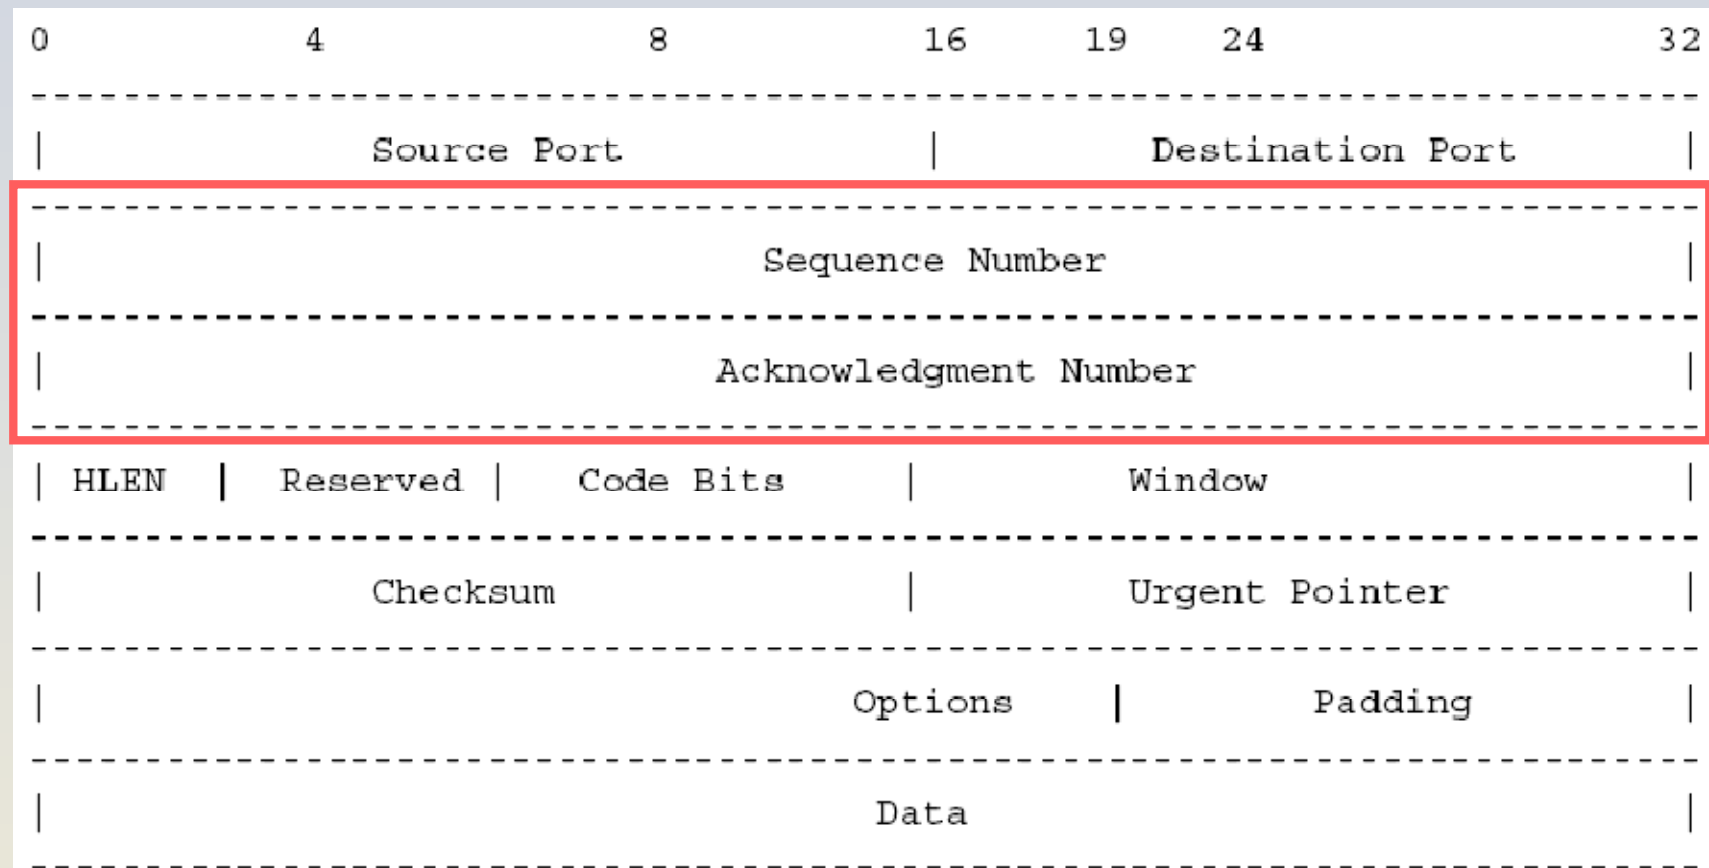 0 4 8 16 19 24 32
------------------------------------------------------------------------
| Source Port | Destination Port |
------------------------------------------------------------------------
| Sequence Number |
------------------------------------------------------------------------
| Acknowledgment Number |
------------------------------------------------------------------------
| HLEN | Reserved | Code Bits | Window |
------------------------------------------------------------------------
| Checksum | Urgent Pointer |
------------------------------------------------------------------------
| Options | Padding |
------------------------------------------------------------------------
| Data |
------------------------------------------------------------------------